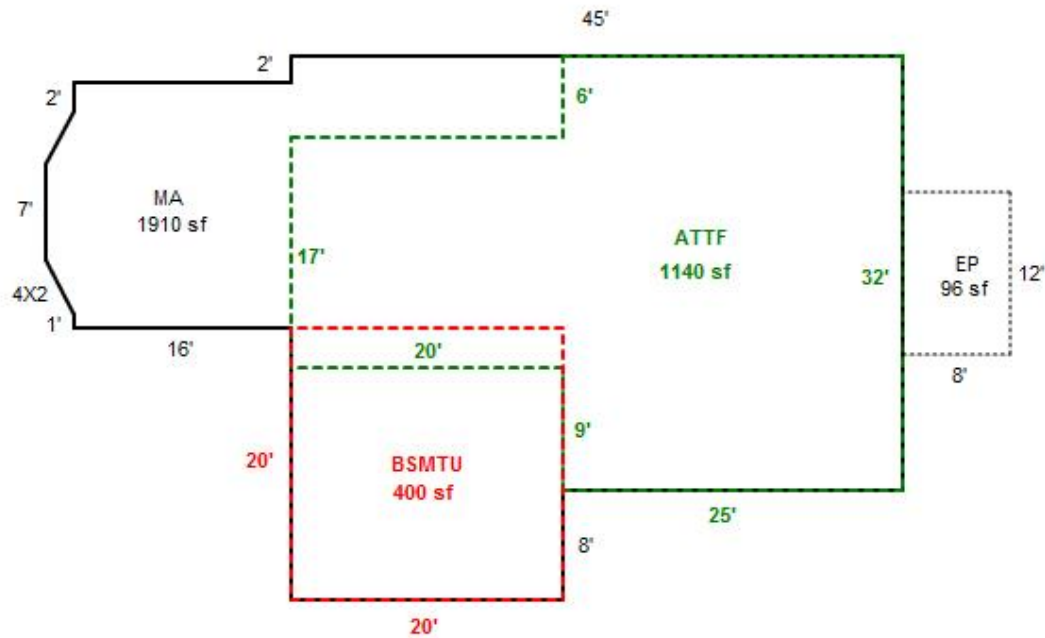 45'
2'
2'
6'
7'
MA
1910 sf
ATTF
1140 sf
17'
32'
EP
96 sf
12'
4X2
1'
16'
20'
8'
20'
9'
BSMTU
400 sf
25'
8'
20'